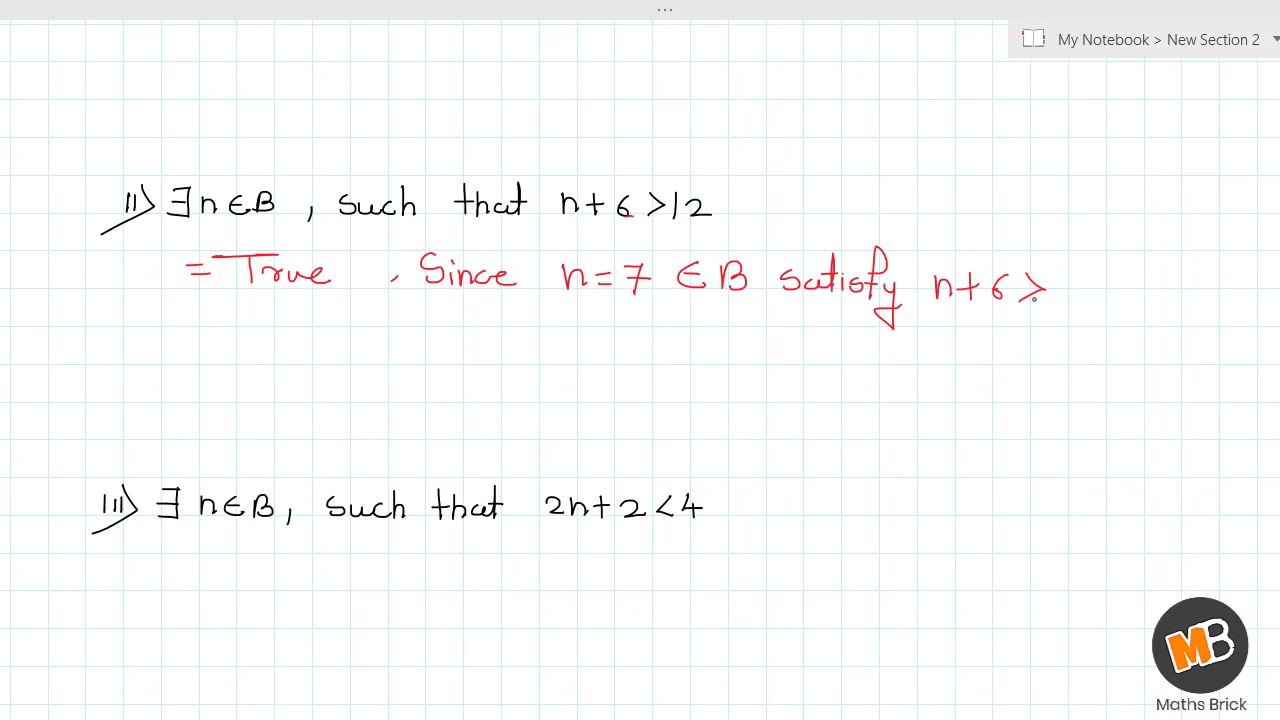 My Notebook > New Section 2
ii) ∃n∈B, such that n+6>12
= True . Since n=7 ∈B satisfy n+6>
iii) ∃ n∈B, such that 2n+2<4
MB
Maths Brick